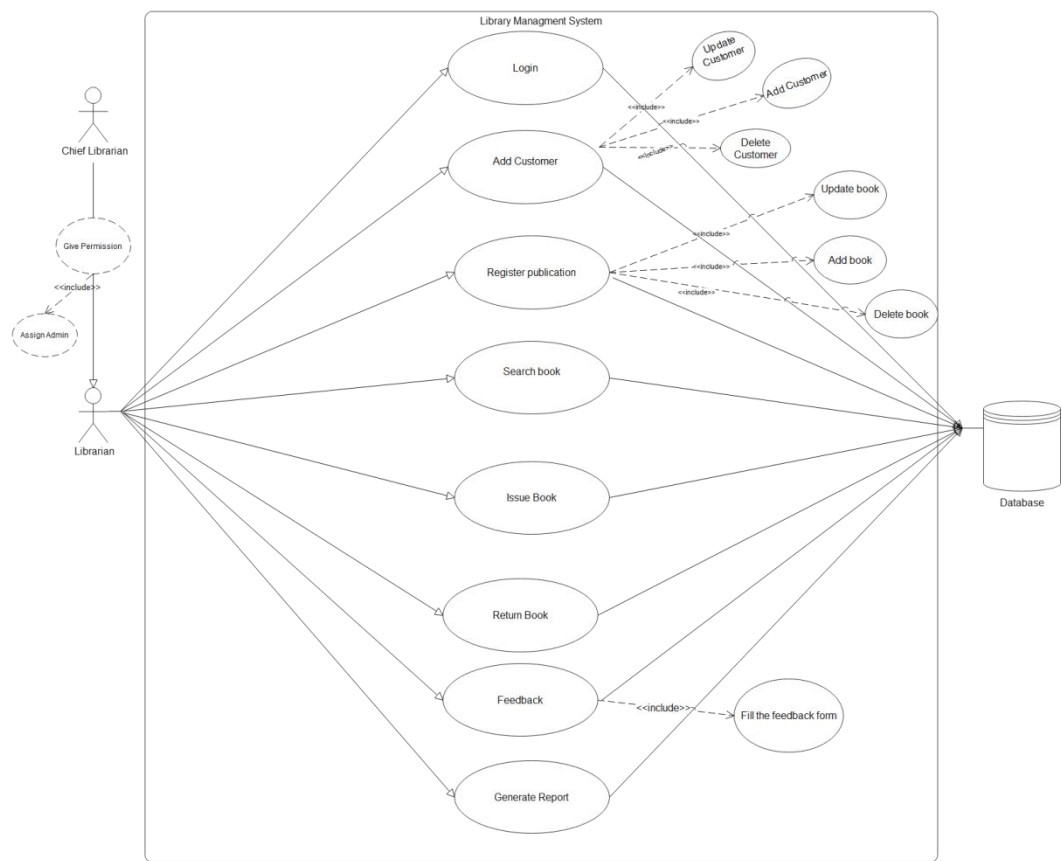 Library Managment System
Login
Update
Customer
Add Customer
<<include>>
<<include>>
<<include>>
Delete
Customer
Chief Librarian
Add Customer
Update book
Give Permission
<<include>>
<<include>>
Register publication
<<include>>
Add book
<<include>>
Delete book
Assign Admin
Search book
Librarian
Issue Book
Database
Return Book
Feedback
<<include>>
Fill the feedback form
Generate Report